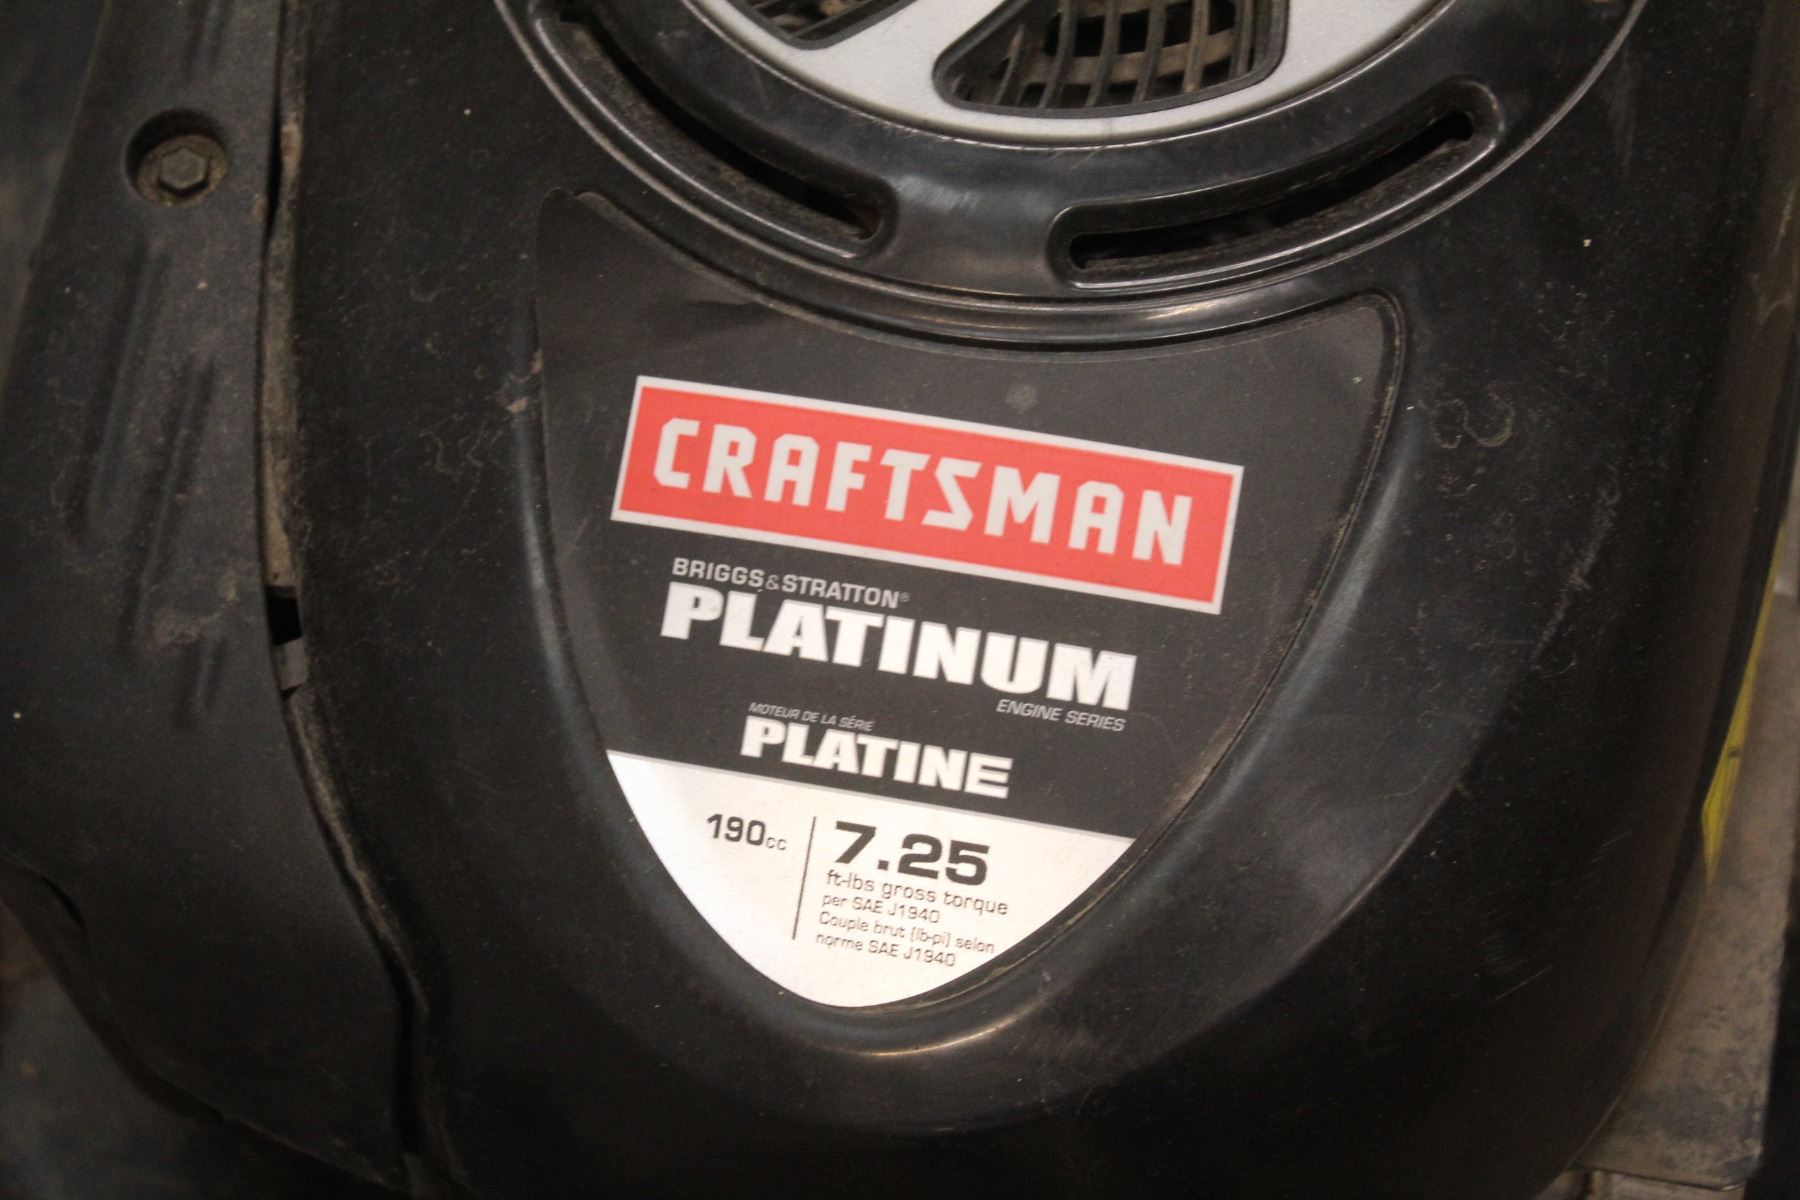 CRAFTSMAN
BRIGGS & STRATTON®
PLATINUM
ENGINE SERIES
MOTEUR DE LA SÉRIE
PLATINE
190cc
7.25
ft-lbs gross torque
per SAE J1940
Couple brut (lb-pi) selon
norme SAE J1940